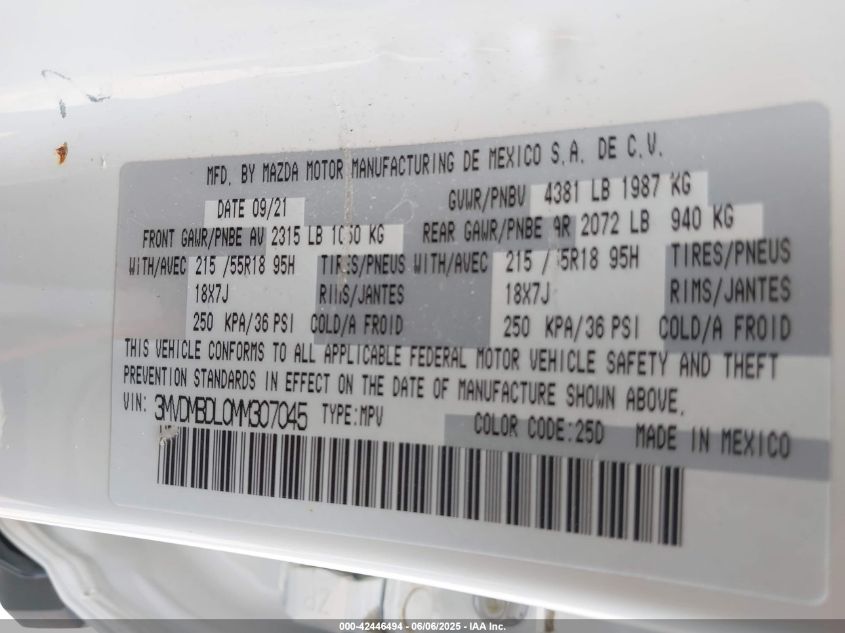 MFD. BY MAZDA MOTOR MANUFACTURING DE MEXICO S.A. DE C.V.
DATE 09/21 GVWR/PNBV 4381 LB 1987 KG
FRONT GAWR/PNBE AV 2315 LB 1050 KG REAR GAWR/PNBE AR 2072 LB 940 KG
WITH/AVEC 215 /55R18 95H TIRES/PNEUS WITH/AVEC 215 /55R18 95H TIRES/PNEUS
18X7J RIMS/JANTES 18X7J RIMS/JANTES
250 KPA/36 PSI COLD/A FROID 250 KPA/36 PSI COLD/A FROID
THIS VEHICLE CONFORMS TO ALL APPLICABLE FEDERAL MOTOR VEHICLE SAFETY AND THEFT
PREVENTION STANDARDS IN EFFECT ON THE DATE OF MANUFACTURE SHOWN ABOVE.
VIN: 3MVDMBDL0MM307045 TYPE:MPV COLOR CODE:25D MADE IN MEXICO
000-42446494 - 06/06/2025 - IAA Inc.